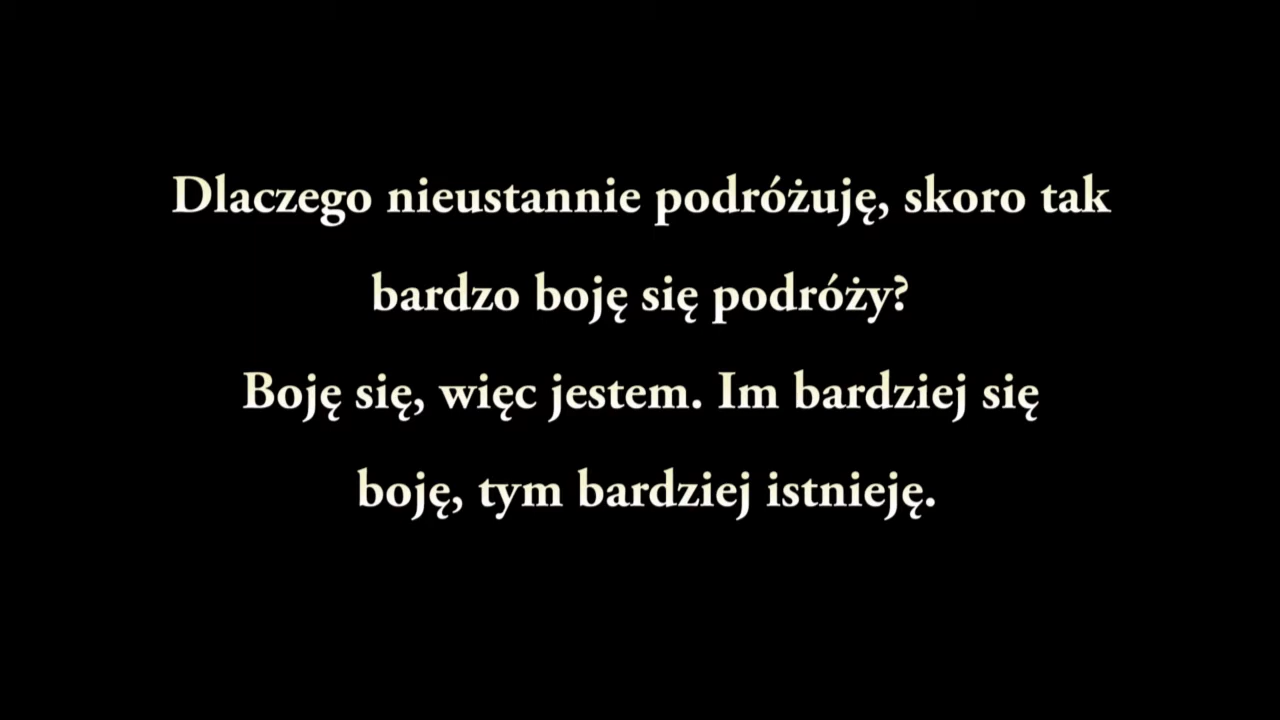 Dlaczego nieustannie podróżuję, skoro tak
bardzo boję się podróży?
Boję się, więc jestem. Im bardziej się
boję, tym bardziej istnieję.